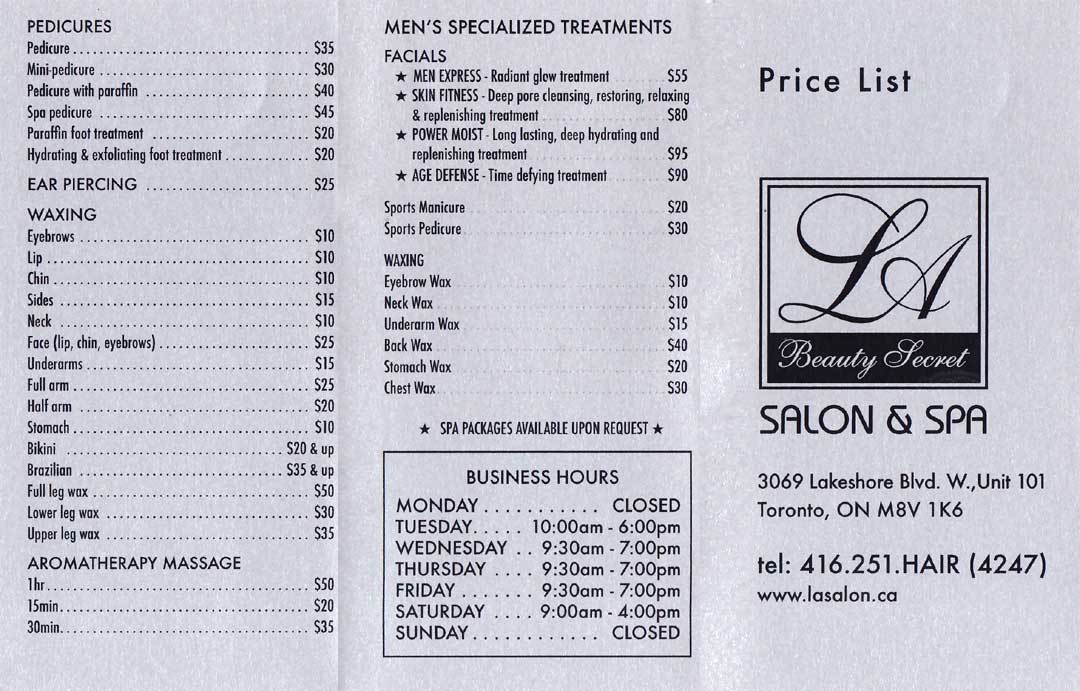 PEDICURES
Pedicure ..... $35
Mini-pedicure ..... $30
Pedicure with paraffin ..... $40
Spa pedicure ..... $45
Paraffin foot treatment ..... $20
Hydrating & exfoliating foot treatment ..... $20
EAR PIERCING ..... $25
WAXING
Eyebrows ..... $10
Lip ..... $10
Chin ..... $10
Sides ..... $15
Neck ..... $10
Face (lip, chin, eyebrows) ..... $25
Underarms ..... $15
Full arm ..... $25
Half arm ..... $20
Stomach ..... $10
Bikini ..... $20 & up
Brazilian ..... $35 & up
Full leg wax ..... $50
Lower leg wax ..... $30
Upper leg wax ..... $35
AROMATHERAPY MASSAGE
1hr ..... $50
15min ..... $20
30min ..... $35
MEN'S SPECIALIZED TREATMENTS
FACIALS
★ MEN EXPRESS - Radiant glow treatment ..... $55
★ SKIN FITNESS - Deep pore cleansing, restoring, relaxing
& replenishing treatment ..... $80
★ POWER MOIST - Long lasting, deep hydrating and
replenishing treatment ..... $95
★ AGE DEFENSE - Time defying treatment ..... $90
Sports Manicure ..... $20
Sports Pedicure ..... $30
WAXING
Eyebrow Wax ..... $10
Neck Wax ..... $10
Underarm Wax ..... $15
Back Wax ..... $40
Stomach Wax ..... $20
Chest Wax ..... $30
★ SPA PACKAGES AVAILABLE UPON REQUEST ★
BUSINESS HOURS
MONDAY ........... CLOSED
TUESDAY..... 10:00am - 6:00pm
WEDNESDAY .. 9:30am - 7:00pm
THURSDAY .... 9:30am - 7:00pm
FRIDAY ....... 9:30am - 7:00pm
SATURDAY .... 9:00am - 4:00pm
SUNDAY............ CLOSED
Price List
LA
Beauty Secret
SALON & SPA
3069 Lakeshore Blvd. W.,Unit 101
Toronto, ON M8V 1K6
tel: 416.251.HAIR (4247)
www.lasalon.ca